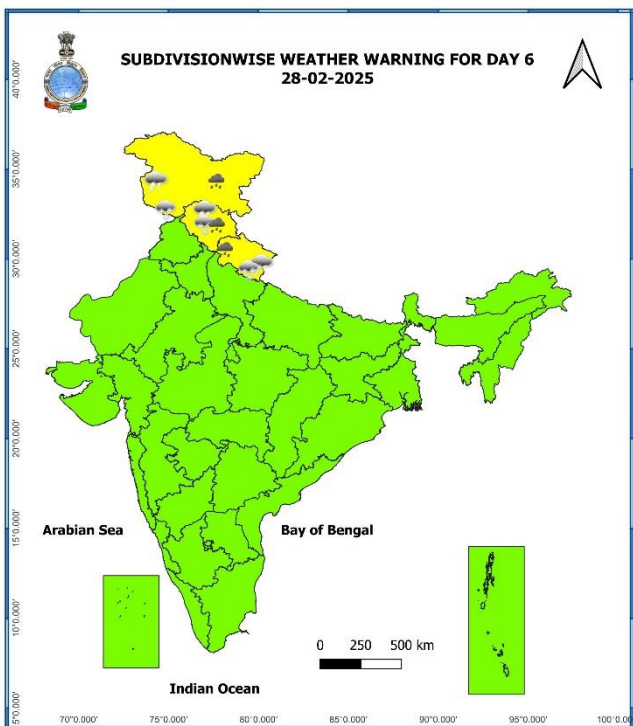 SUBDIVISIONWISE WEATHER WARNING FOR DAY 6
28-02-2025
40°0.000'
35°0.000'
30°0.000'
25°0.000'
20°0.000'
15°0.000'
10°0.000'
5°0.000'
Arabian Sea
Bay of Bengal
0 250 500 km
Indian Ocean
70°0.000' 75°0.000' 80°0.000' 85°0.000' 90°0.000' 95°0.000' 100°0.0